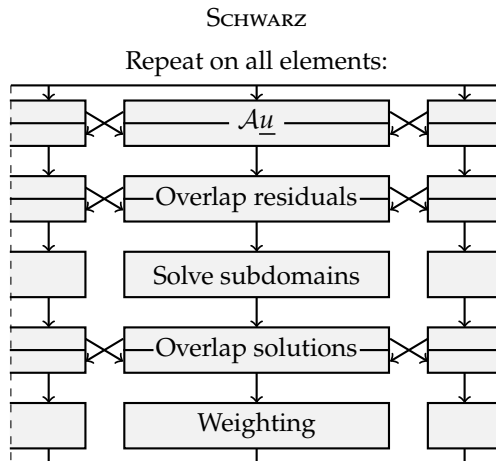 SCHWARZ
Repeat on all elements:
𝒜u
Overlap residuals
Solve subdomains
Overlap solutions
Weighting